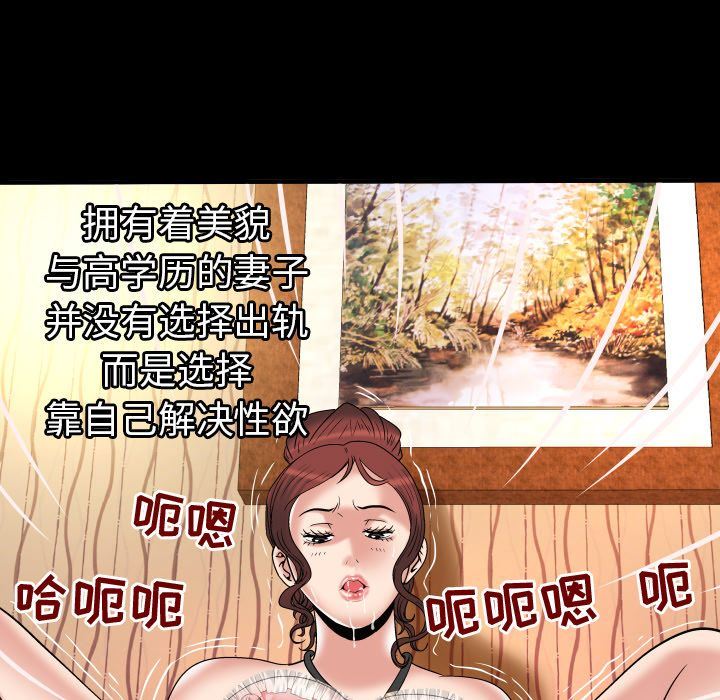 拥有着美貌
与高学历的妻子
并没有选择出轨
而是选择
靠自己解决性欲
呃嗯
哈呃呃
呃呃嗯
呃